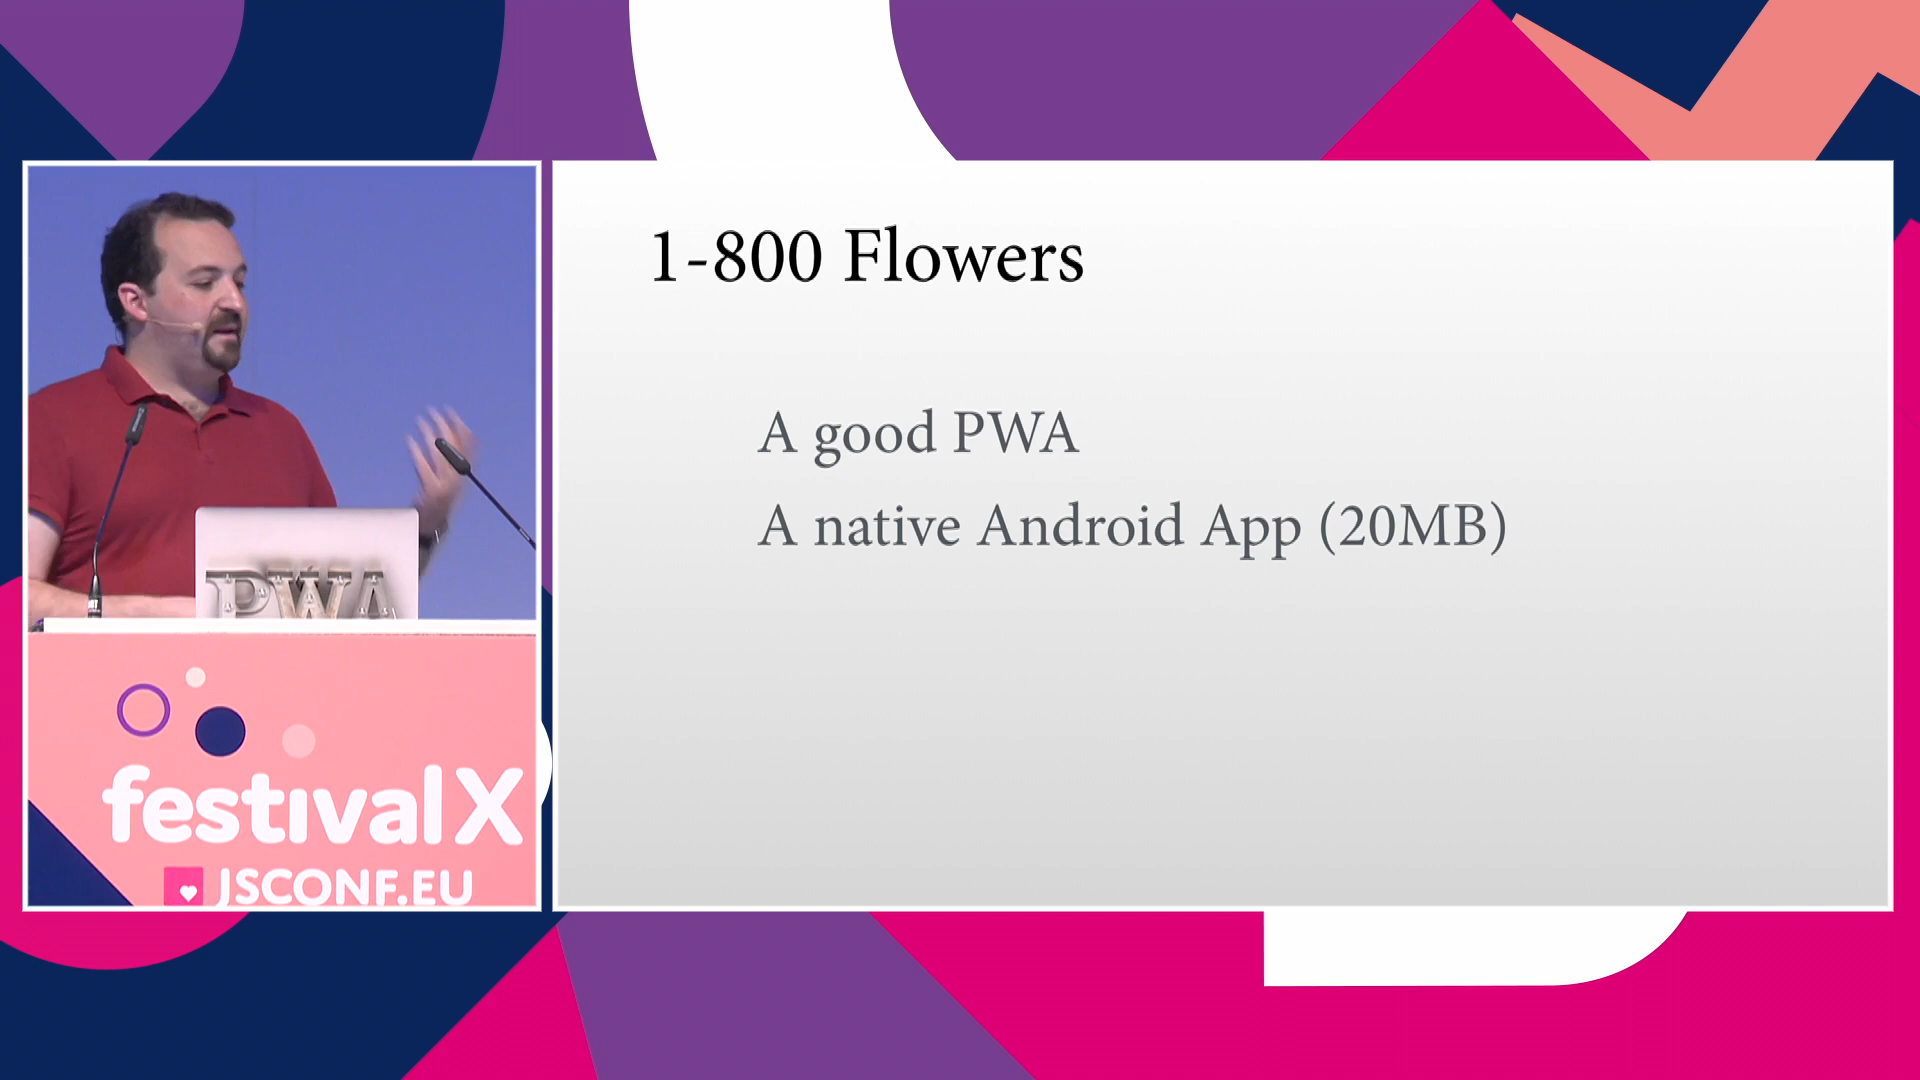 1-800 Flowers
A good PWA
A native Android App (20MB)
PWA
festivalX
JSCONF.EU